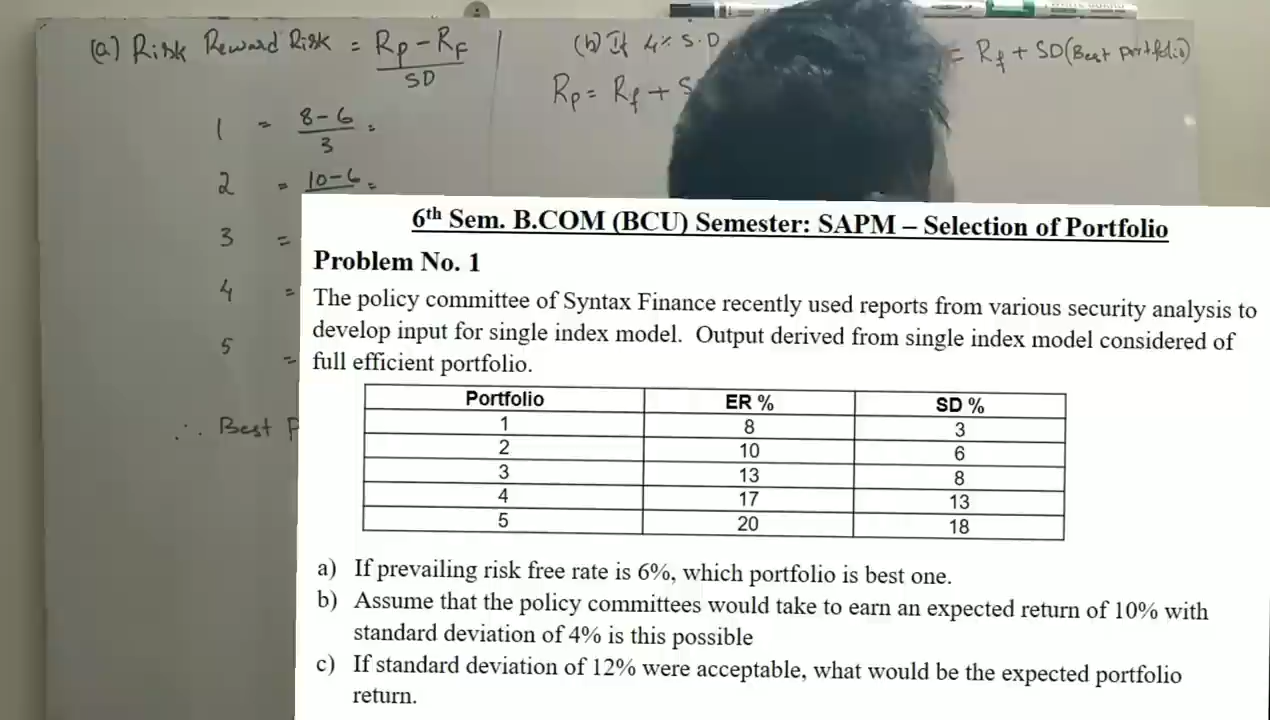 (a) Risk Reward Risk = Rp - RF
SD
1 = 8-6 =
3
2 = 10-6 =
3 =
4 =
5 =
∴ Best P
(b) If 4% S.D
Rp = Rf + S
= Rf + SD(Best portfolio)
6th Sem. B.COM (BCU) Semester: SAPM – Selection of Portfolio
Problem No. 1
The policy committee of Syntax Finance recently used reports from various security analysis to
develop input for single index model. Output derived from single index model considered of
full efficient portfolio.
Portfolio ER % SD %
1 8 3
2 10 6
3 13 8
4 17 13
5 20 18
a) If prevailing risk free rate is 6%, which portfolio is best one.
b) Assume that the policy committees would take to earn an expected return of 10% with
standard deviation of 4% is this possible
c) If standard deviation of 12% were acceptable, what would be the expected portfolio
return.